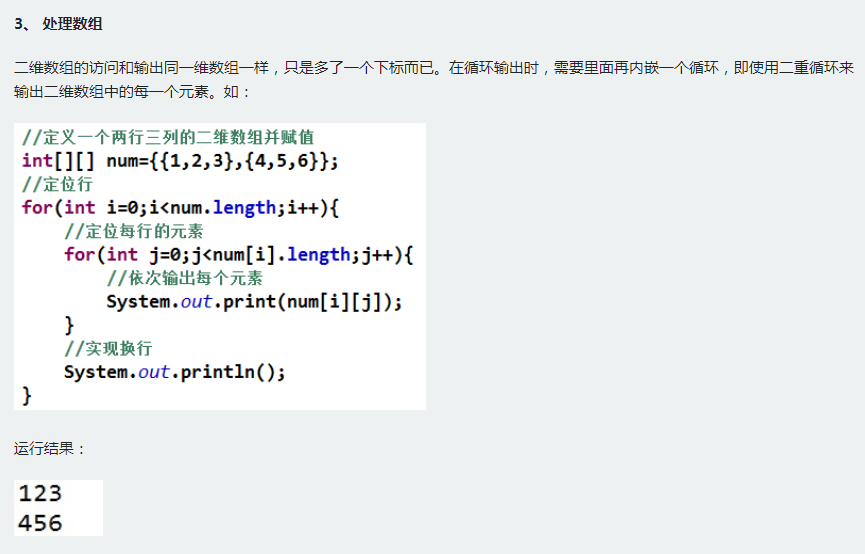 3、 处理数组
二维数组的访问和输出同一维数组一样，只是多了一个下标而已。在循环输出时，需要里面再内嵌一个循环，即使用二重循环来
输出二维数组中的每一个元素。如：
//定义一个两行三列的二维数组并赋值
int[][] num={{1,2,3},{4,5,6}};
//定位行
for(int i=0;i<num.length;i++){
    //定位每行的元素
    for(int j=0;j<num[i].length;j++){
        //依次输出每个元素
        System.out.print(num[i][j]);
    }
    //实现换行
    System.out.println();
}
运行结果：
123
456